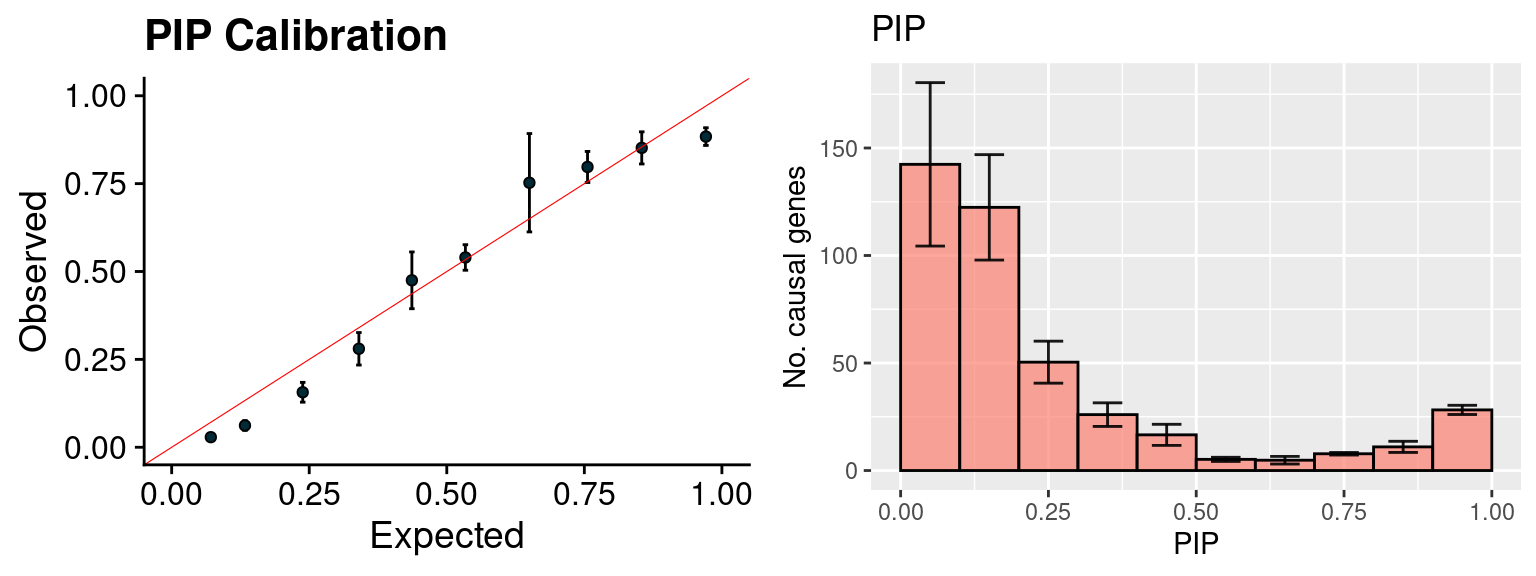 PIP Calibration
Observed
1.00
0.75
0.50
0.25
0.00
0.00 0.25 0.50 0.75 1.00
Expected
PIP
No. causal genes
150
100
50
0
0.00 0.25 0.50 0.75 1.00
PIP